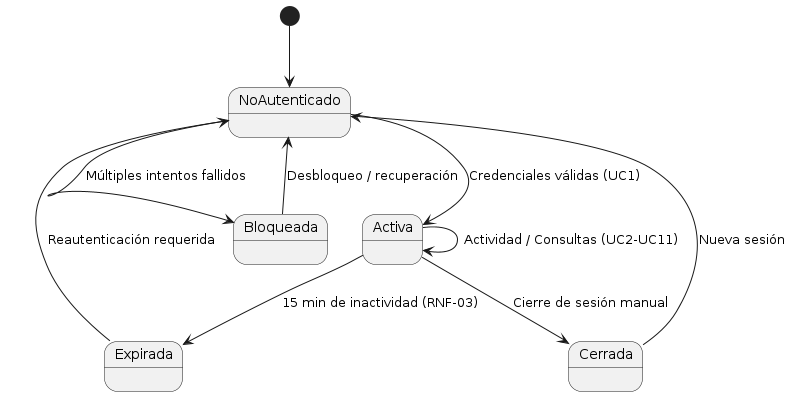 NoAutenticado
Múltiples intentos fallidos
Desbloqueo / recuperación
Credenciales válidas (UC1)
Bloqueada
Activa
Reautenticación requerida
Actividad / Consultas (UC2-UC11)
Nueva sesión
15 min de inactividad (RNF-03)
Cierre de sesión manual
Expirada
Cerrada